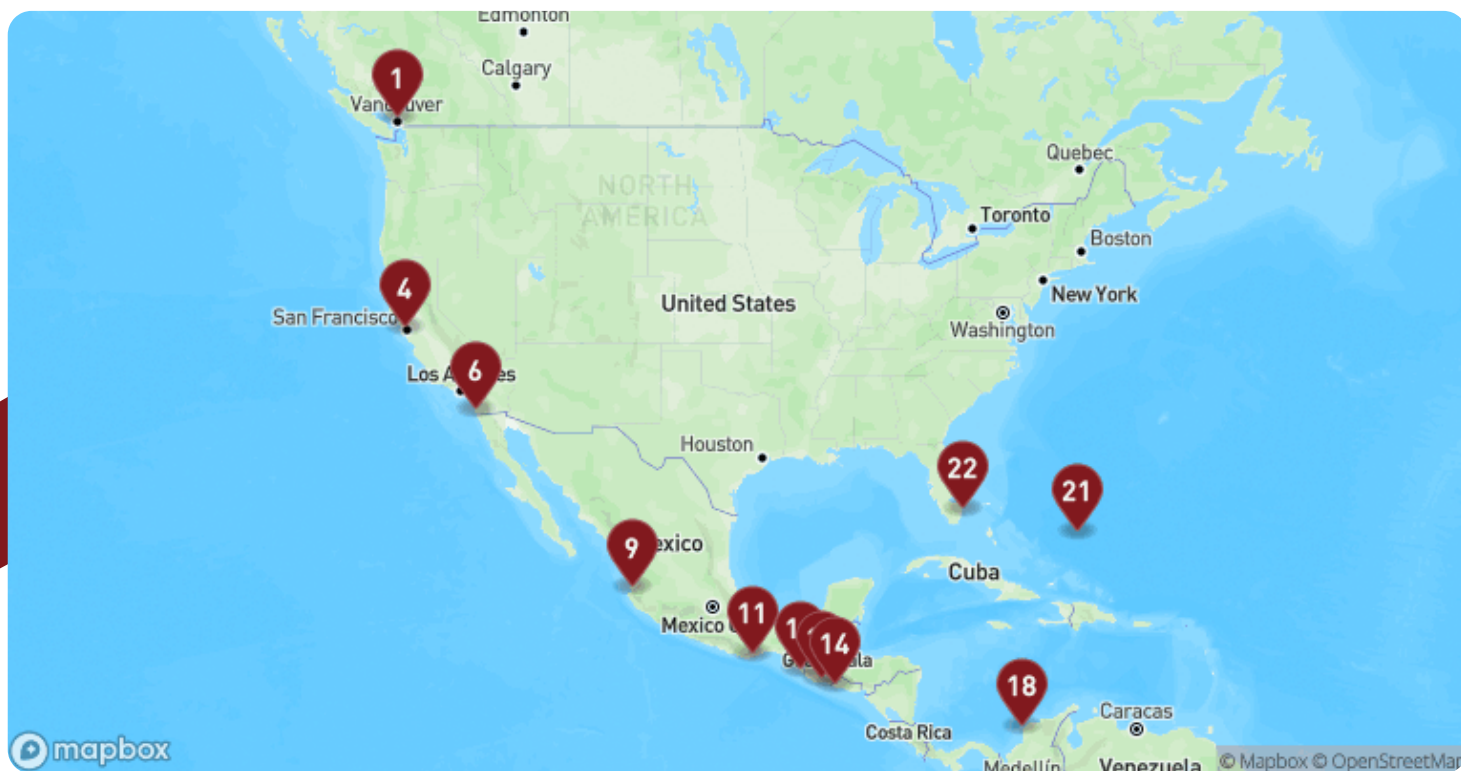 Edmonton
Calgary
1
Vancouver
Quebec
NORTH
AMERICA
Toronto
Boston
4
San Francisco
United States
New York
Washington
6
Los Angeles
Houston
22
21
9
Mexico
Cuba
11
Mexico
14
18
Caracas
Costa Rica
Medellín
Venezuela
mapbox
© Mapbox © OpenStreetMap